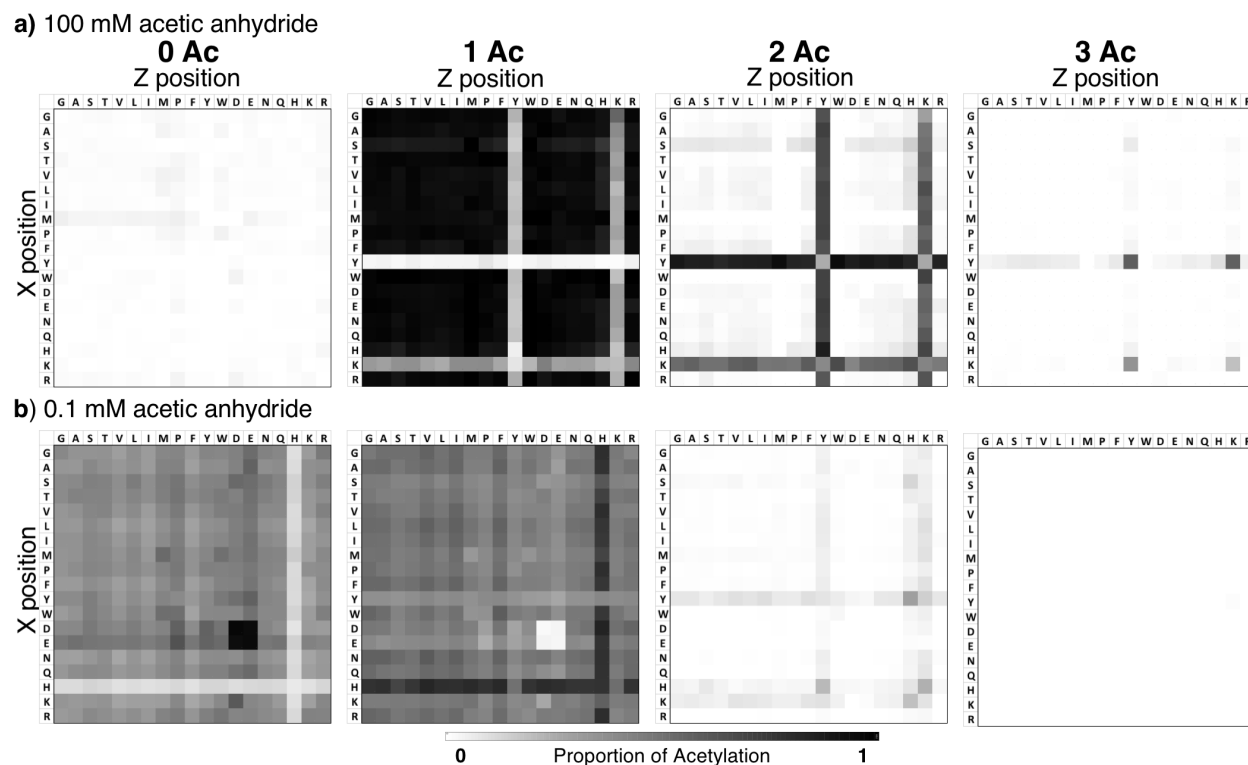 a) 100 mM acetic anhydride
0 Ac 1 Ac 2 Ac 3 Ac
Z position Z position Z position Z position
G A S T V L I M P F Y W D E N Q H K R G A S T V L I M P F Y W D E N Q H K R G A S T V L I M P F Y W D E N Q H K R G A S T V L I M P F Y W D E N Q H K
X position
G G G G
A A A A
S S S S
T T T T
V V V V
L L L L
I I I I
M M M M
P P P P
F F F F
Y Y Y Y
W W W W
D D D D
E E E E
N N N N
Q Q Q Q
H H H H
K K K K
R R R R
b) 0.1 mM acetic anhydride
G A S T V L I M P F Y W D E N Q H K R G A S T V L I M P F Y W D E N Q H K R G A S T V L I M P F Y W D E N Q H K R G A S T V L I M P F Y W D E N Q H K
X position
G G G G
A A A A
S S S S
T T T T
V V V V
L L L L
I I I I
M M M M
P P P P
F F F F
Y Y Y Y
W W W W
D D D D
E E E E
N N N N
Q Q Q Q
H H H H
K K K K
R R R R
0 Proportion of Acetylation 1